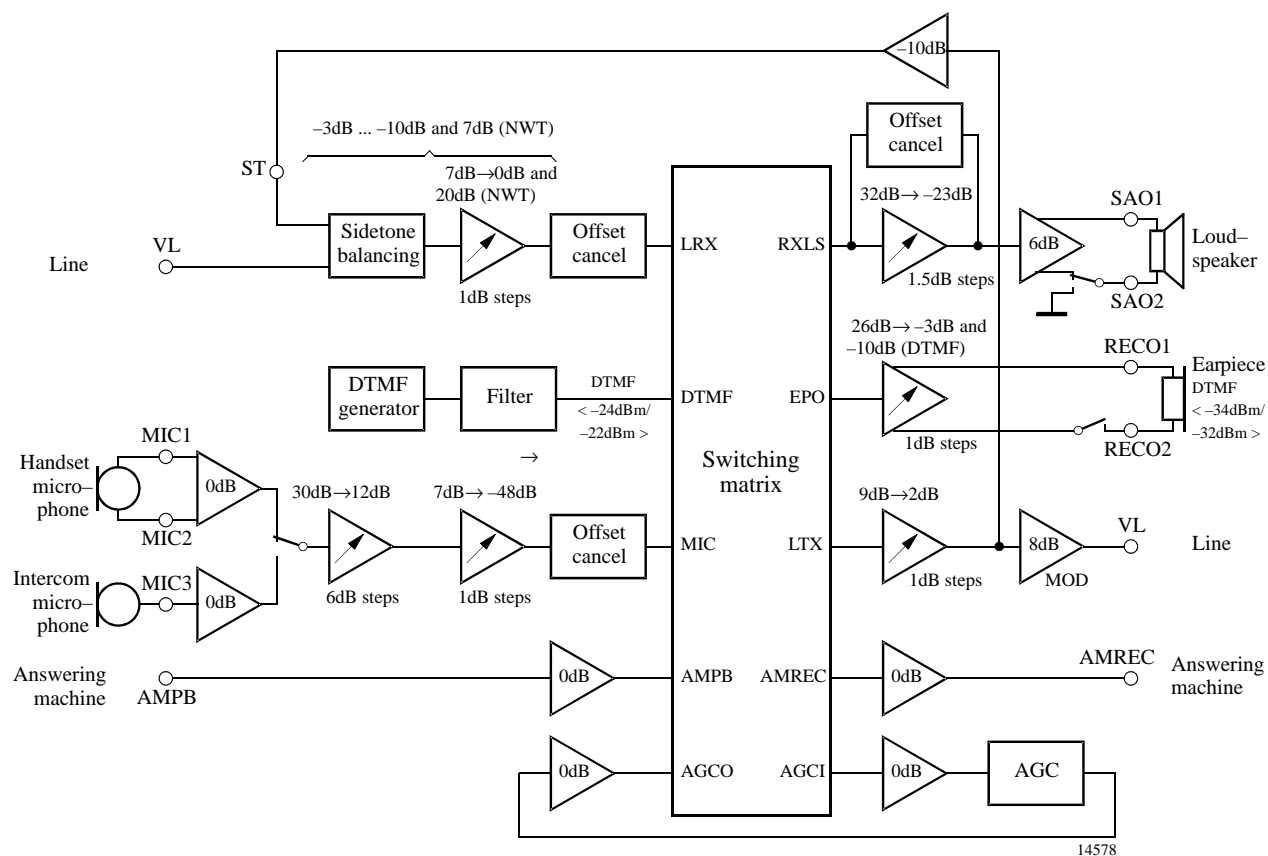 –10dB
–3dB ... –10dB and 7dB (NWT)
Offset
cancel
ST
7dB→0dB and
20dB (NWT)
32dB→ –23dB
SAO1
VL
Line
Sidetone
balancing
Offset
cancel
LRX
RXLS
6dB
Loud–
speaker
1dB steps
1.5dB steps
SAO2
26dB→ –3dB and
–10dB (DTMF)
RECO1
Earpiece
DTMF
< –34dBm/
–32dBm >
DTMF
generator
Filter
DTMF
< –24dBm/
–22dBm >
→
DTMF
EPO
1dB steps
RECO2
MIC1
Handset
micro–
phone
0dB
MIC2
30dB→12dB
7dB→ –48dB
Switching
matrix
9dB→2dB
VL
Offset
cancel
MIC
LTX
8dB
Line
Intercom
micro–
phone
MIC3
0dB
6dB steps
1dB steps
1dB steps
MOD
Answering
machine
AMPB
0dB
AMPB
AMREC
0dB
AMREC
Answering
machine
0dB
AGCO
AGCI
0dB
AGC
14578